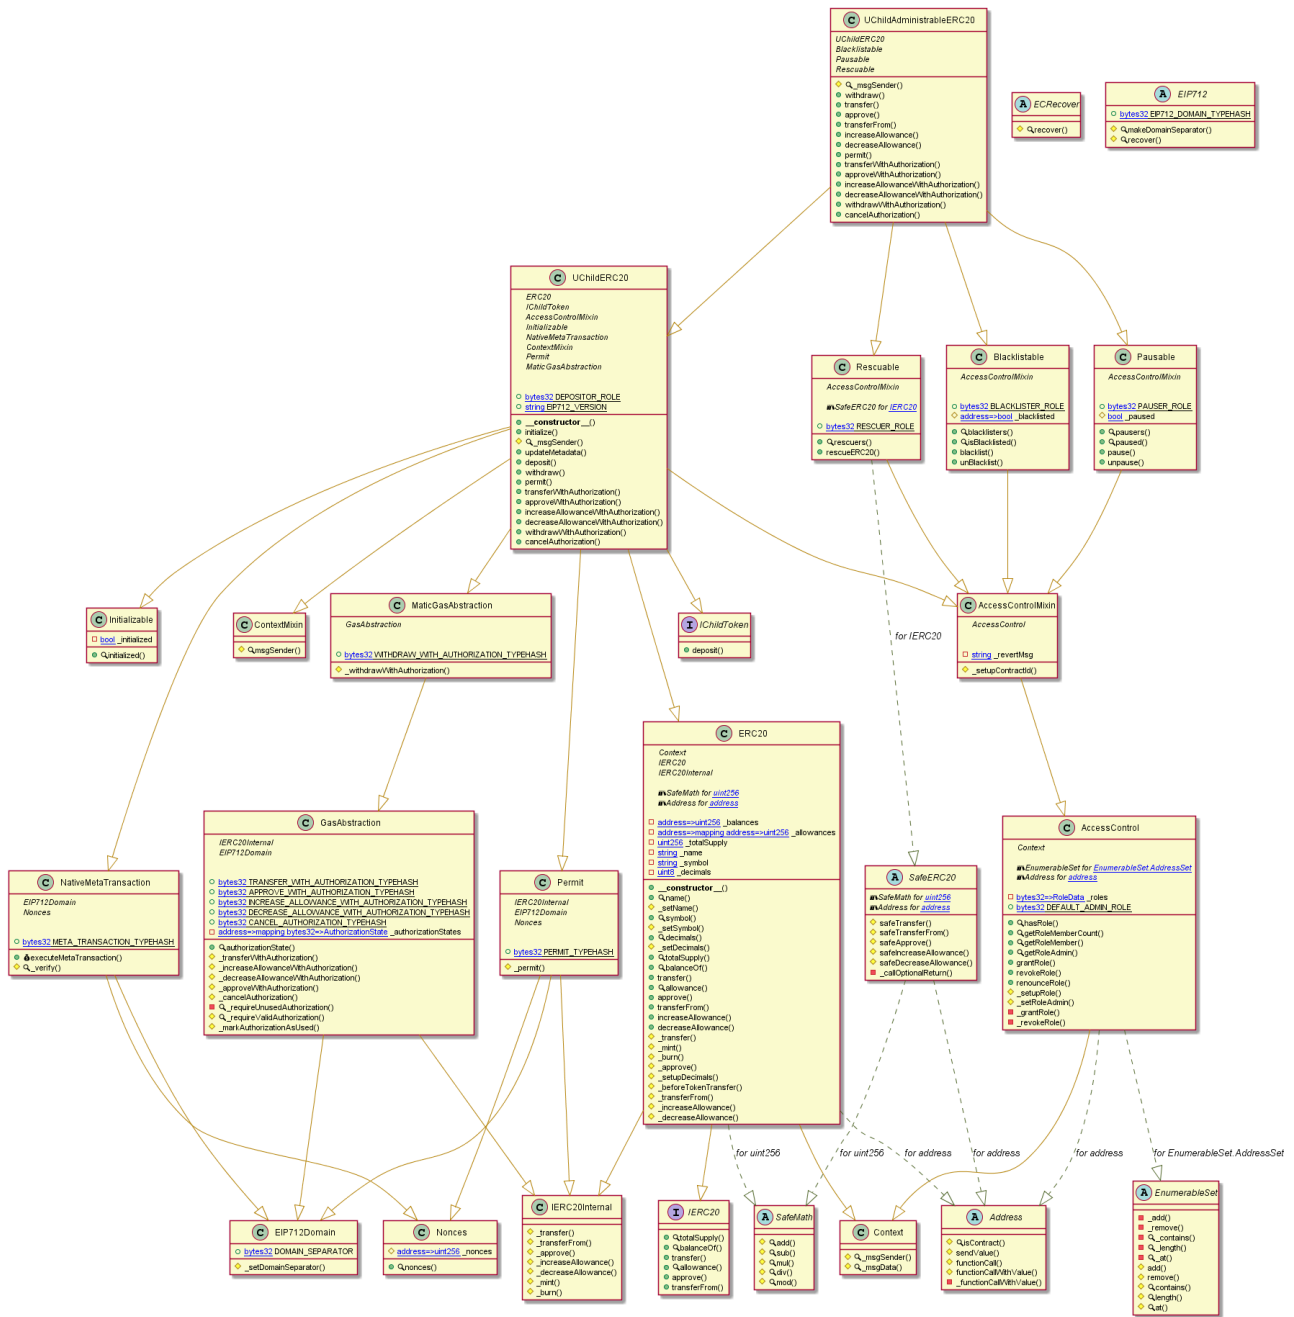 UChildAdministrableERC20
UChildERC20
Blacklistable
Pausable
Rescuable
_msgSender()
withdraw()
transfer()
approve()
transferFrom()
increaseAllowance()
decreaseAllowance()
permit()
transferWithAuthorization()
approveWithAuthorization()
increaseAllowanceWithAuthorization()
decreaseAllowanceWithAuthorization()
withdrawWithAuthorization()
cancelAuthorization()
ECRecover
recover()
EIP712
bytes32 EIP712_DOMAIN_TYPEHASH
makeDomainSeparator()
recover()
UChildERC20
ERC20
IChildToken
AccessControlMixin
Initializable
NativeMetaTransaction
ContextMixin
Permit
MaticGasAbstraction
bytes32 DEPOSITOR_ROLE
string EIP712_VERSION
__constructor__()
initialize()
_msgSender()
updateMetadata()
deposit()
withdraw()
permit()
transferWithAuthorization()
approveWithAuthorization()
increaseAllowanceWithAuthorization()
decreaseAllowanceWithAuthorization()
withdrawWithAuthorization()
cancelAuthorization()
Rescuable
AccessControlMixin
SafeERC20 for IERC20
bytes32 RESCUER_ROLE
rescuers()
rescueERC20()
Blacklistable
AccessControlMixin
bytes32 BLACKLISTER_ROLE
address=>bool _blacklisted
blacklisters()
isBlacklisted()
blacklist()
unBlacklist()
Pausable
AccessControlMixin
bytes32 PAUSER_ROLE
bool _paused
pausers()
paused()
pause()
unpause()
Initializable
bool _initialized
initialized()
ContextMixin
msgSender()
MaticGasAbstraction
GasAbstraction
bytes32 WITHDRAW_WITH_AUTHORIZATION_TYPEHASH
_withdrawWithAuthorization()
IChildToken
deposit()
for IERC20
AccessControlMixin
AccessControl
string _revertMsg
_setupContractId()
NativeMetaTransaction
EIP712Domain
Nonces
bytes32 META_TRANSACTION_TYPEHASH
executeMetaTransaction()
_verify()
GasAbstraction
IERC20Internal
EIP712Domain
bytes32 TRANSFER_WITH_AUTHORIZATION_TYPEHASH
bytes32 APPROVE_WITH_AUTHORIZATION_TYPEHASH
bytes32 INCREASE_ALLOWANCE_WITH_AUTHORIZATION_TYPEHASH
bytes32 DECREASE_ALLOWANCE_WITH_AUTHORIZATION_TYPEHASH
bytes32 CANCEL_AUTHORIZATION_TYPEHASH
address=>mapping bytes32=>AuthorizationState _authorizationStates
authorizationState()
_transferWithAuthorization()
_increaseAllowanceWithAuthorization()
_decreaseAllowanceWithAuthorization()
_approveWithAuthorization()
_cancelAuthorization()
_requireUnusedAuthorization()
_requireValidAuthorization()
_markAuthorizationAsUsed()
Permit
IERC20Internal
EIP712Domain
Nonces
bytes32 PERMIT_TYPEHASH
_permit()
ERC20
Context
IERC20
IERC20Internal
SafeMath for uint256
Address for address
address=>uint256 _balances
address=>mapping address=>uint256 _allowances
uint256 _totalSupply
string _name
string _symbol
uint8 _decimals
__constructor__()
name()
_setName()
symbol()
_setSymbol()
decimals()
_setDecimals()
totalSupply()
balanceOf()
transfer()
allowance()
approve()
transferFrom()
increaseAllowance()
decreaseAllowance()
_transfer()
_mint()
_burn()
_approve()
_setupDecimals()
_beforeTokenTransfer()
_transferFrom()
_increaseAllowance()
_decreaseAllowance()
SafeERC20
SafeMath for uint256
Address for address
safeTransfer()
safeTransferFrom()
safeApprove()
safeIncreaseAllowance()
safeDecreaseAllowance()
_callOptionalReturn()
AccessControl
Context
EnumerableSet for EnumerableSet.AddressSet
Address for address
bytes32=>RoleData _roles
bytes32 DEFAULT_ADMIN_ROLE
hasRole()
getRoleMemberCount()
getRoleMember()
getRoleAdmin()
grantRole()
revokeRole()
renounceRole()
_setupRole()
_setRoleAdmin()
_grantRole()
_revokeRole()
for uint256
for uint256
for address
for address
for address
for EnumerableSet.AddressSet
EIP712Domain
bytes32 DOMAIN_SEPARATOR
_setDomainSeparator()
Nonces
address=>uint256 _nonces
nonces()
IERC20Internal
_transfer()
_transferFrom()
_approve()
_increaseAllowance()
_decreaseAllowance()
_mint()
_burn()
IERC20
totalSupply()
balanceOf()
transfer()
allowance()
approve()
transferFrom()
SafeMath
add()
sub()
mul()
div()
mod()
Context
_msgSender()
_msgData()
Address
isContract()
sendValue()
functionCall()
functionCallWithValue()
_functionCallWithValue()
EnumerableSet
_add()
_remove()
_contains()
_length()
_at()
add()
remove()
contains()
length()
at()